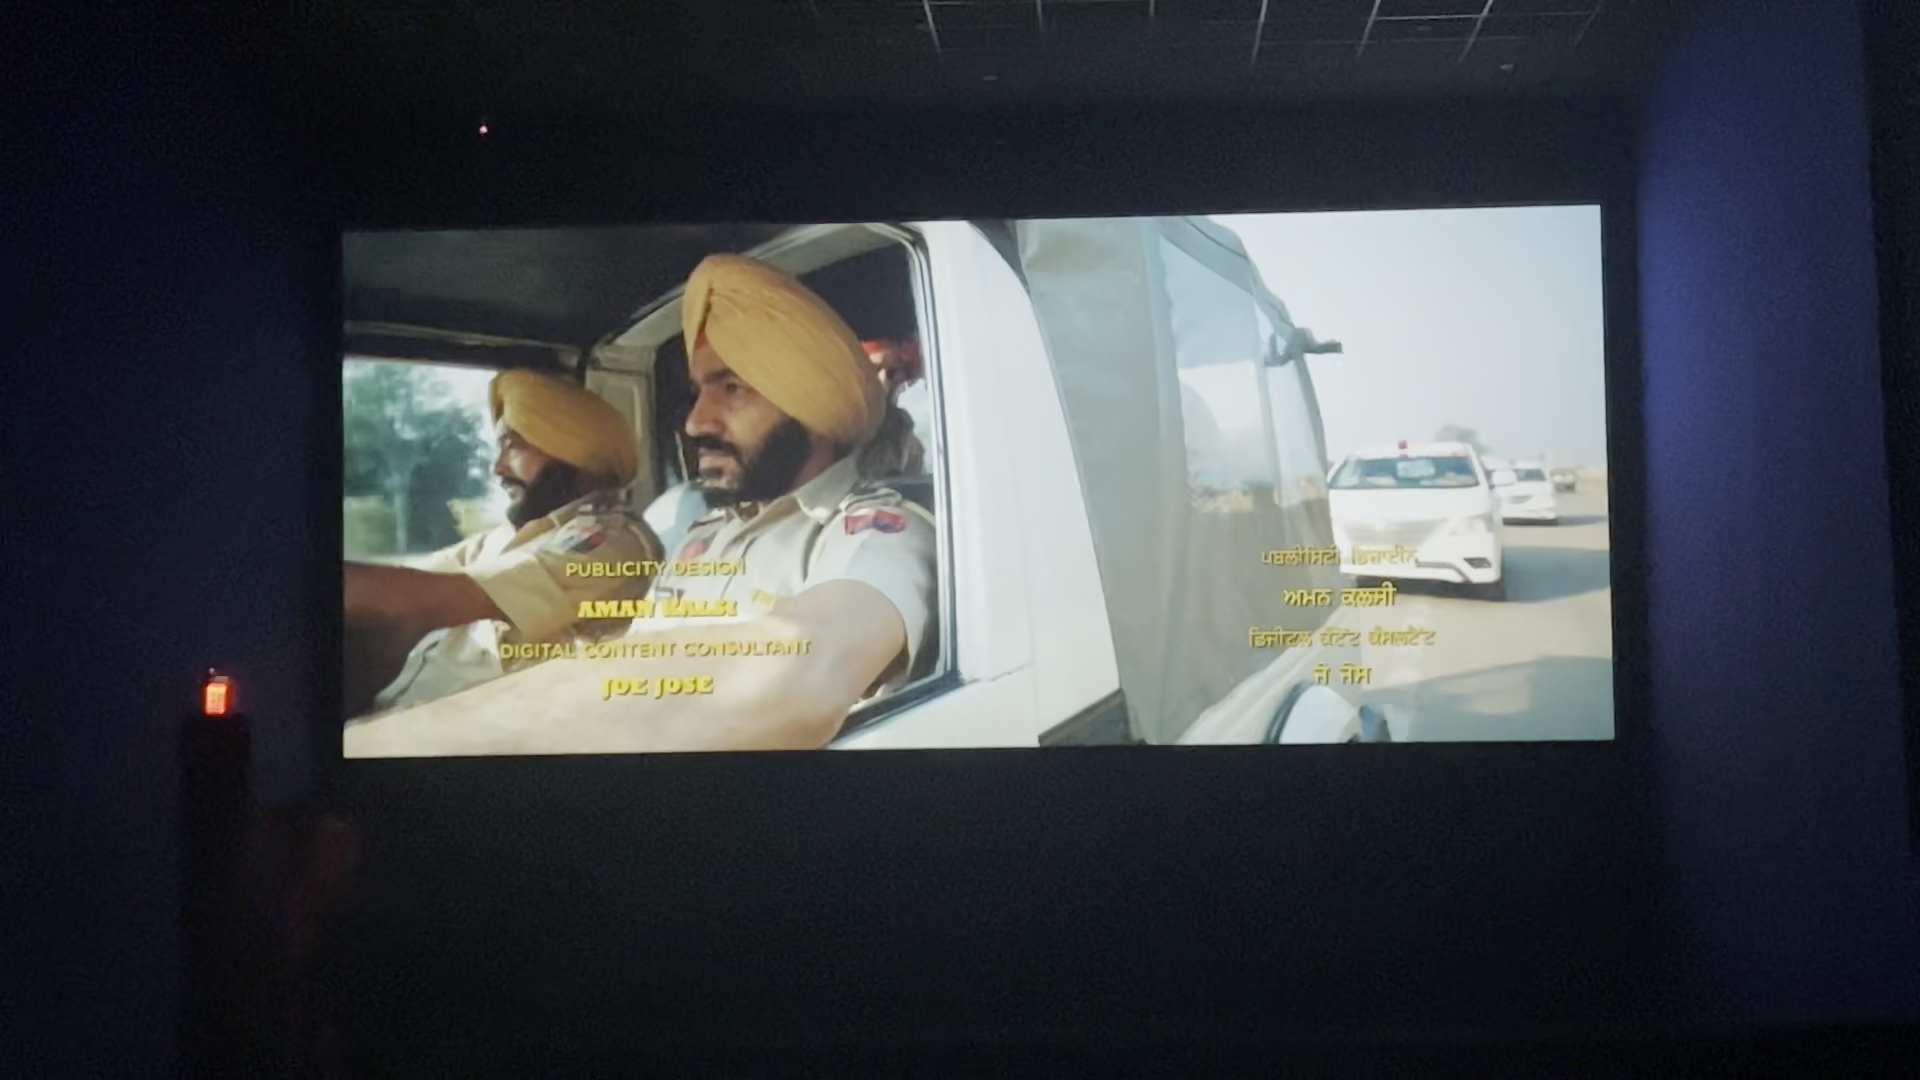 PUBLICITY DESIGN
AMAN KALSI
DIGITAL CONTENT CONSULTANT
JOE JOSE
ਪਬਲੀਸਿਟੀ ਡਿਜਾਈਨ
ਅਮਨ ਕਲਸੀ
ਡਿਜੀਟਲ ਕੰਟੇਂਟ ਕੰਸਲਟੈਂਟ
ਜੋ ਜੋਸ